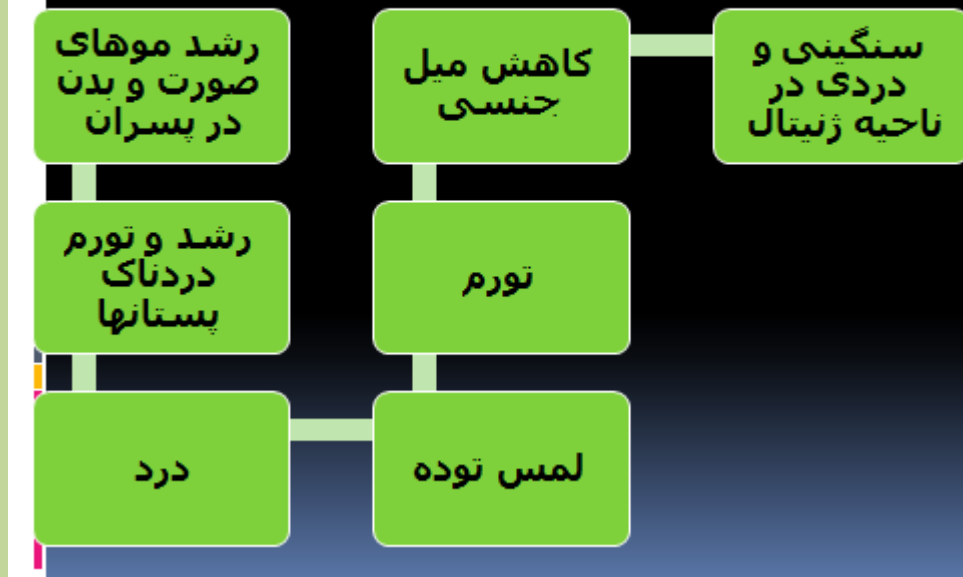 رشد موهای
صورت و بدن
در پسران
رشد و تورم
دردناک
پستانها
درد
لمس توده
تورم
کاهش میل
جنسی
سنگینی و
دردی در
ناحیه ژنیتال